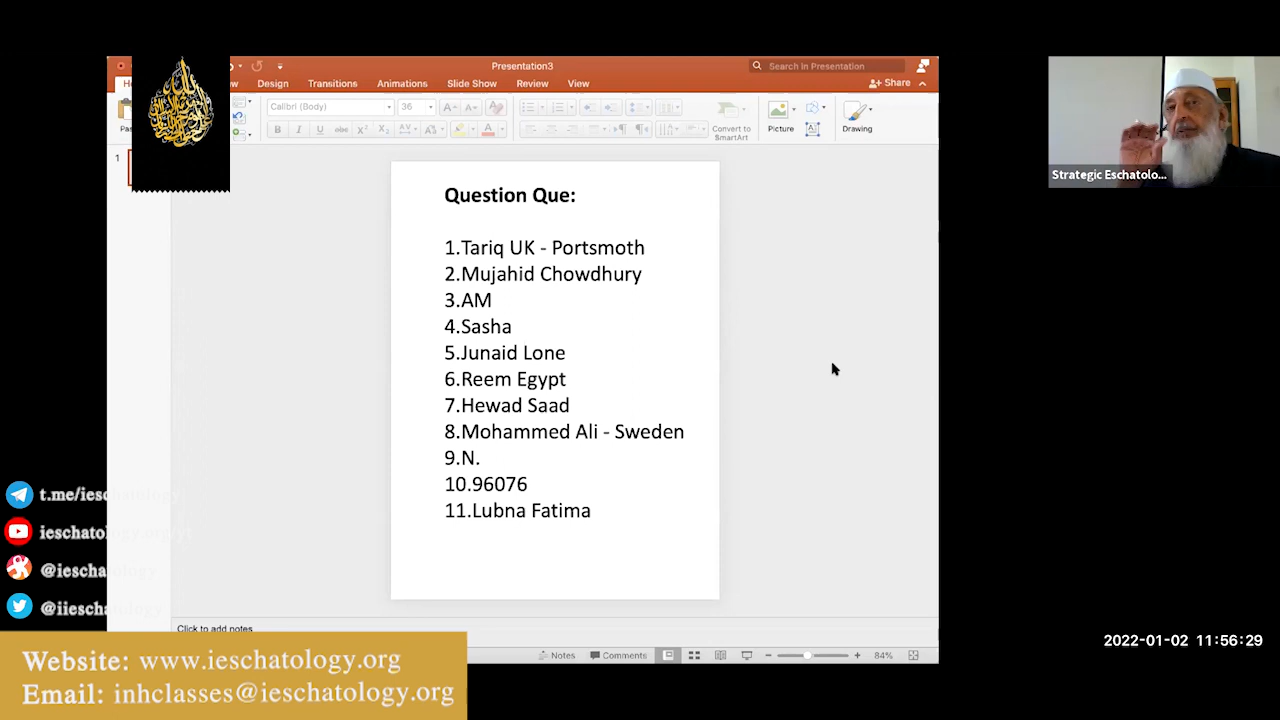 Presentation3
Search in Presentation
Design
Transitions
Animations
Slide Show
Review
View
Share
Calibri (Body)
36
Convert to
SmartArt
Picture
Drawing
1
Question Que:
1.Tariq UK - Portsmoth
2.Mujahid Chowdhury
3.AM
4.Sasha
5.Junaid Lone
6.Reem Egypt
7.Hewad Saad
8.Mohammed Ali - Sweden
9.N.
10.96076
11.Lubna Fatima
Strategic Eschatolo...
t.me/ieschatology
ieschatology.org/yt
@ieschatology
@iieschatology
Click to add notes
Notes
Comments
84%
Website: www.ieschatology.org
Email: inhclasses@ieschatology.org
2022-01-02 11:56:29